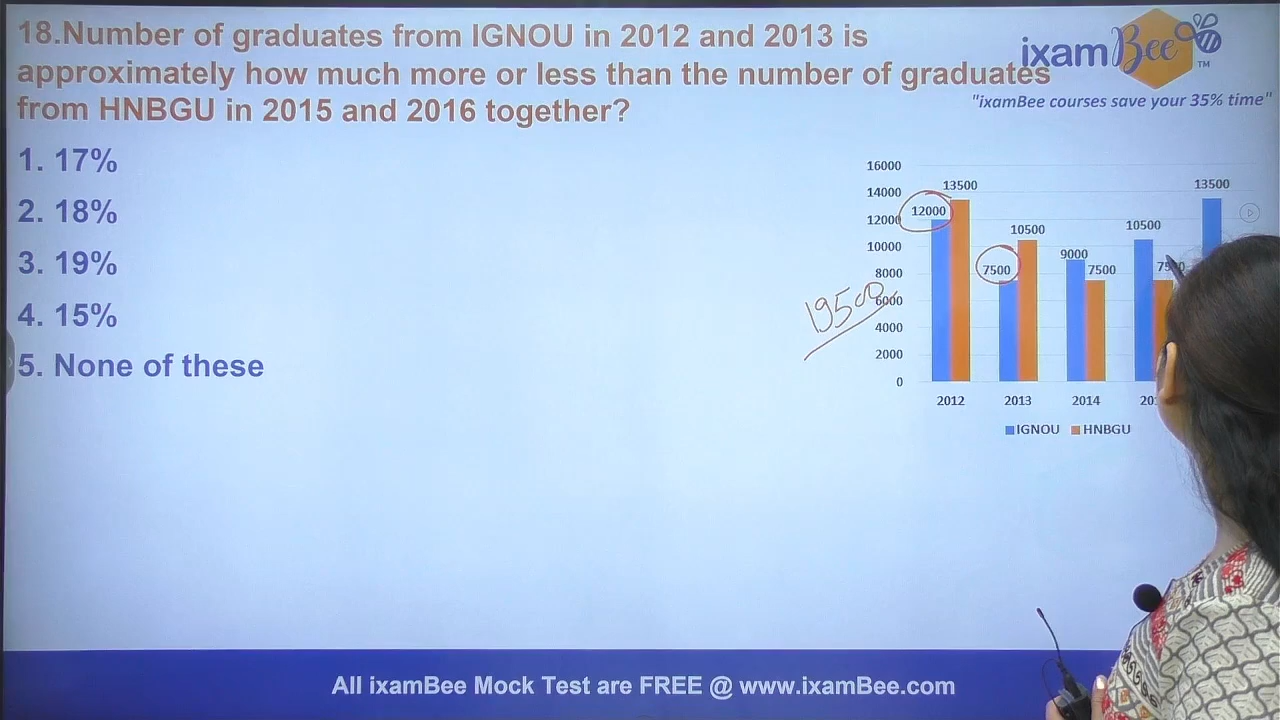 18.Number of graduates from IGNOU in 2012 and 2013 is
approximately how much more or less than the number of graduates
from HNBGU in 2015 and 2016 together?
ixamBee TM
"ixamBee courses save your 35% time"
1. 17%
2. 18%
3. 19%
4. 15%
5. None of these
16000
14000
12000
10000
8000
6000
4000
2000
0
12000
13500
7500
10500
9000
7500
10500
13500
19500
2012
2013
2014
IGNOU
HNBGU
All ixamBee Mock Test are FREE @ www.ixamBee.com